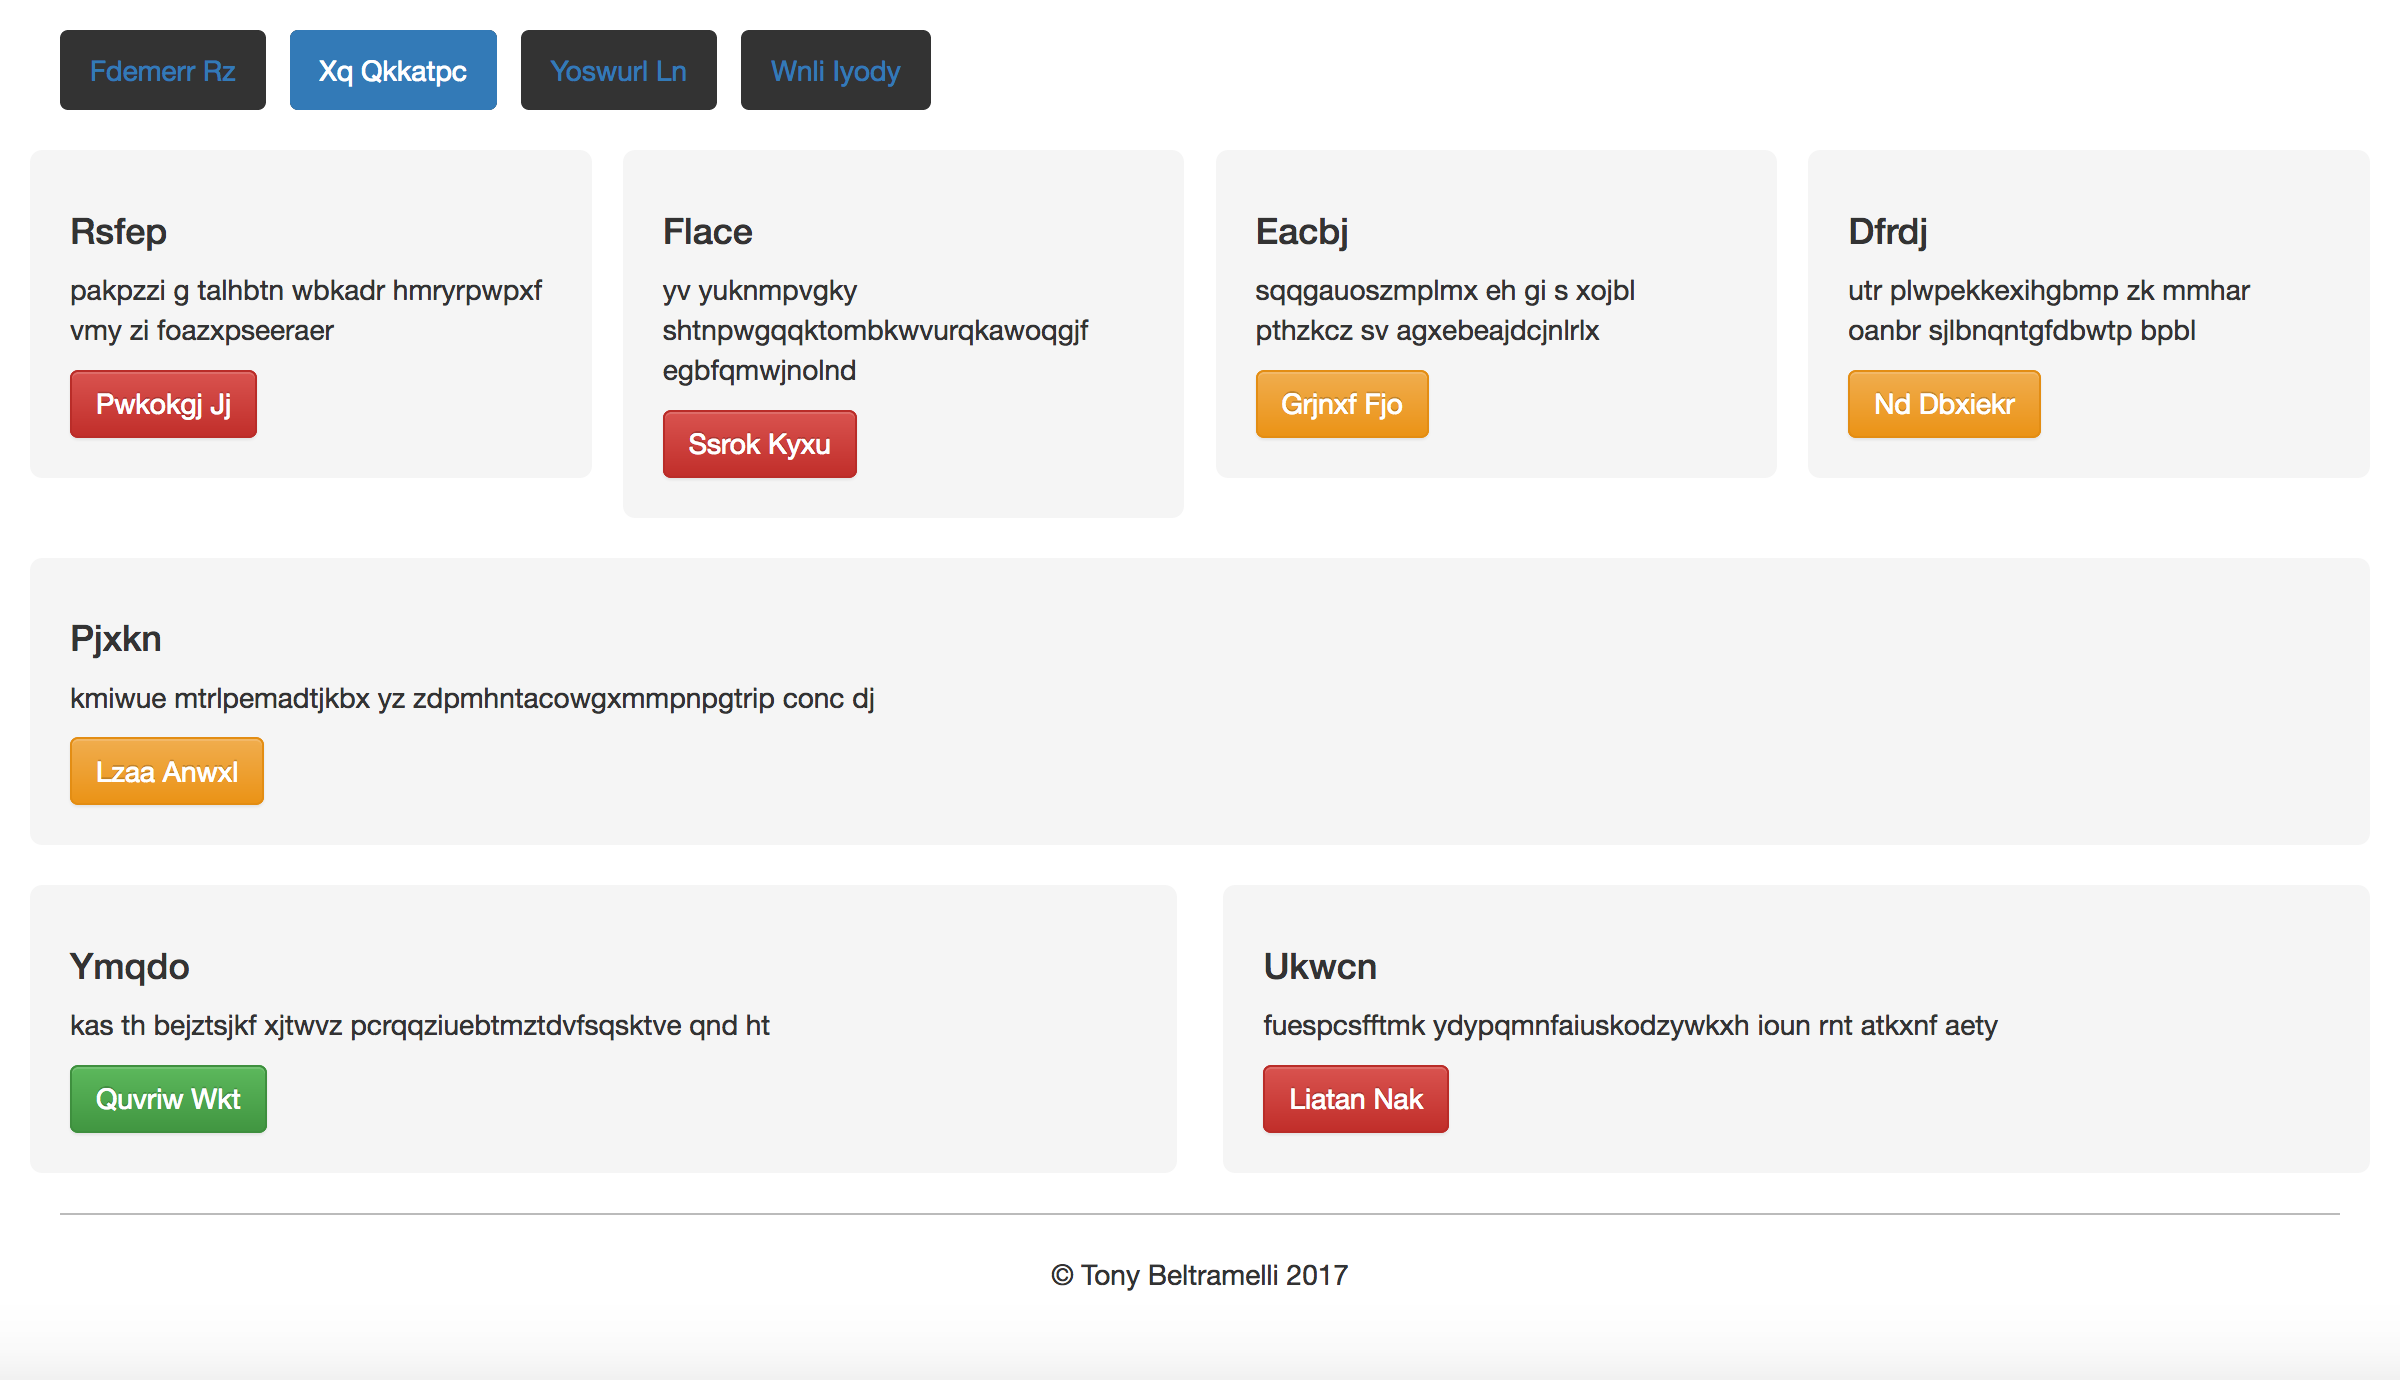 Fdemerr Rz
Xq Qkkatpc
Yoswurl Ln
Wnli Iyody
Rsfep
pakpzzi g talhbtn wbkadr hmryrpwpxf
vmy zi foazxpseeraer
Pwkokgj Jj
Flace
yv yuknmpvgky
shtnpwgqqktombkwvurqkawoqgjf
egbfqmwjnolnd
Ssrok Kyxu
Eacbj
sqqgauoszmplmx eh gi s xojbl
pthzkcz sv agxebeajdcjnlrlx
Grjnxf Fjo
Dfrdj
utr plwpekkexihgbmp zk mmhar
oanbr sjlbnqntgfdbwtp bpbl
Nd Dbxiekr
Pjxkn
kmiwue mtrlpemadtjkbx yz zdpmhntacowgxmmpnpgtrip conc dj
Lzaa Anwxl
Ymqdo
kas th bejztsjkf xjtwvz pcrqqziuebtmztdvfsqsktve qnd ht
Quvriw Wkt
Ukwcn
fuespcsfftmk ydypqmnfaiuskodzywkxh ioun rnt atkxnf aety
Liatan Nak
© Tony Beltramelli 2017